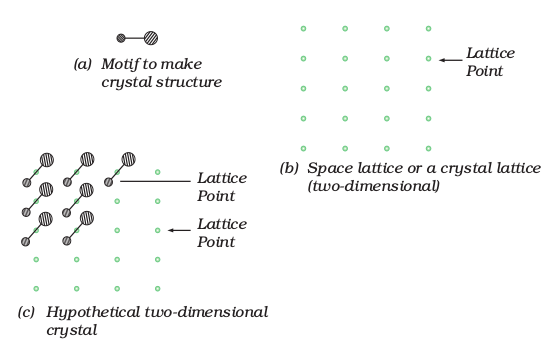 (a) Motif to make
crystal structure
Lattice
Point
(b) Space lattice or a crystal lattice
(two-dimensional)
Lattice
Point
Lattice
Point
(c) Hypothetical two-dimensional
crystal